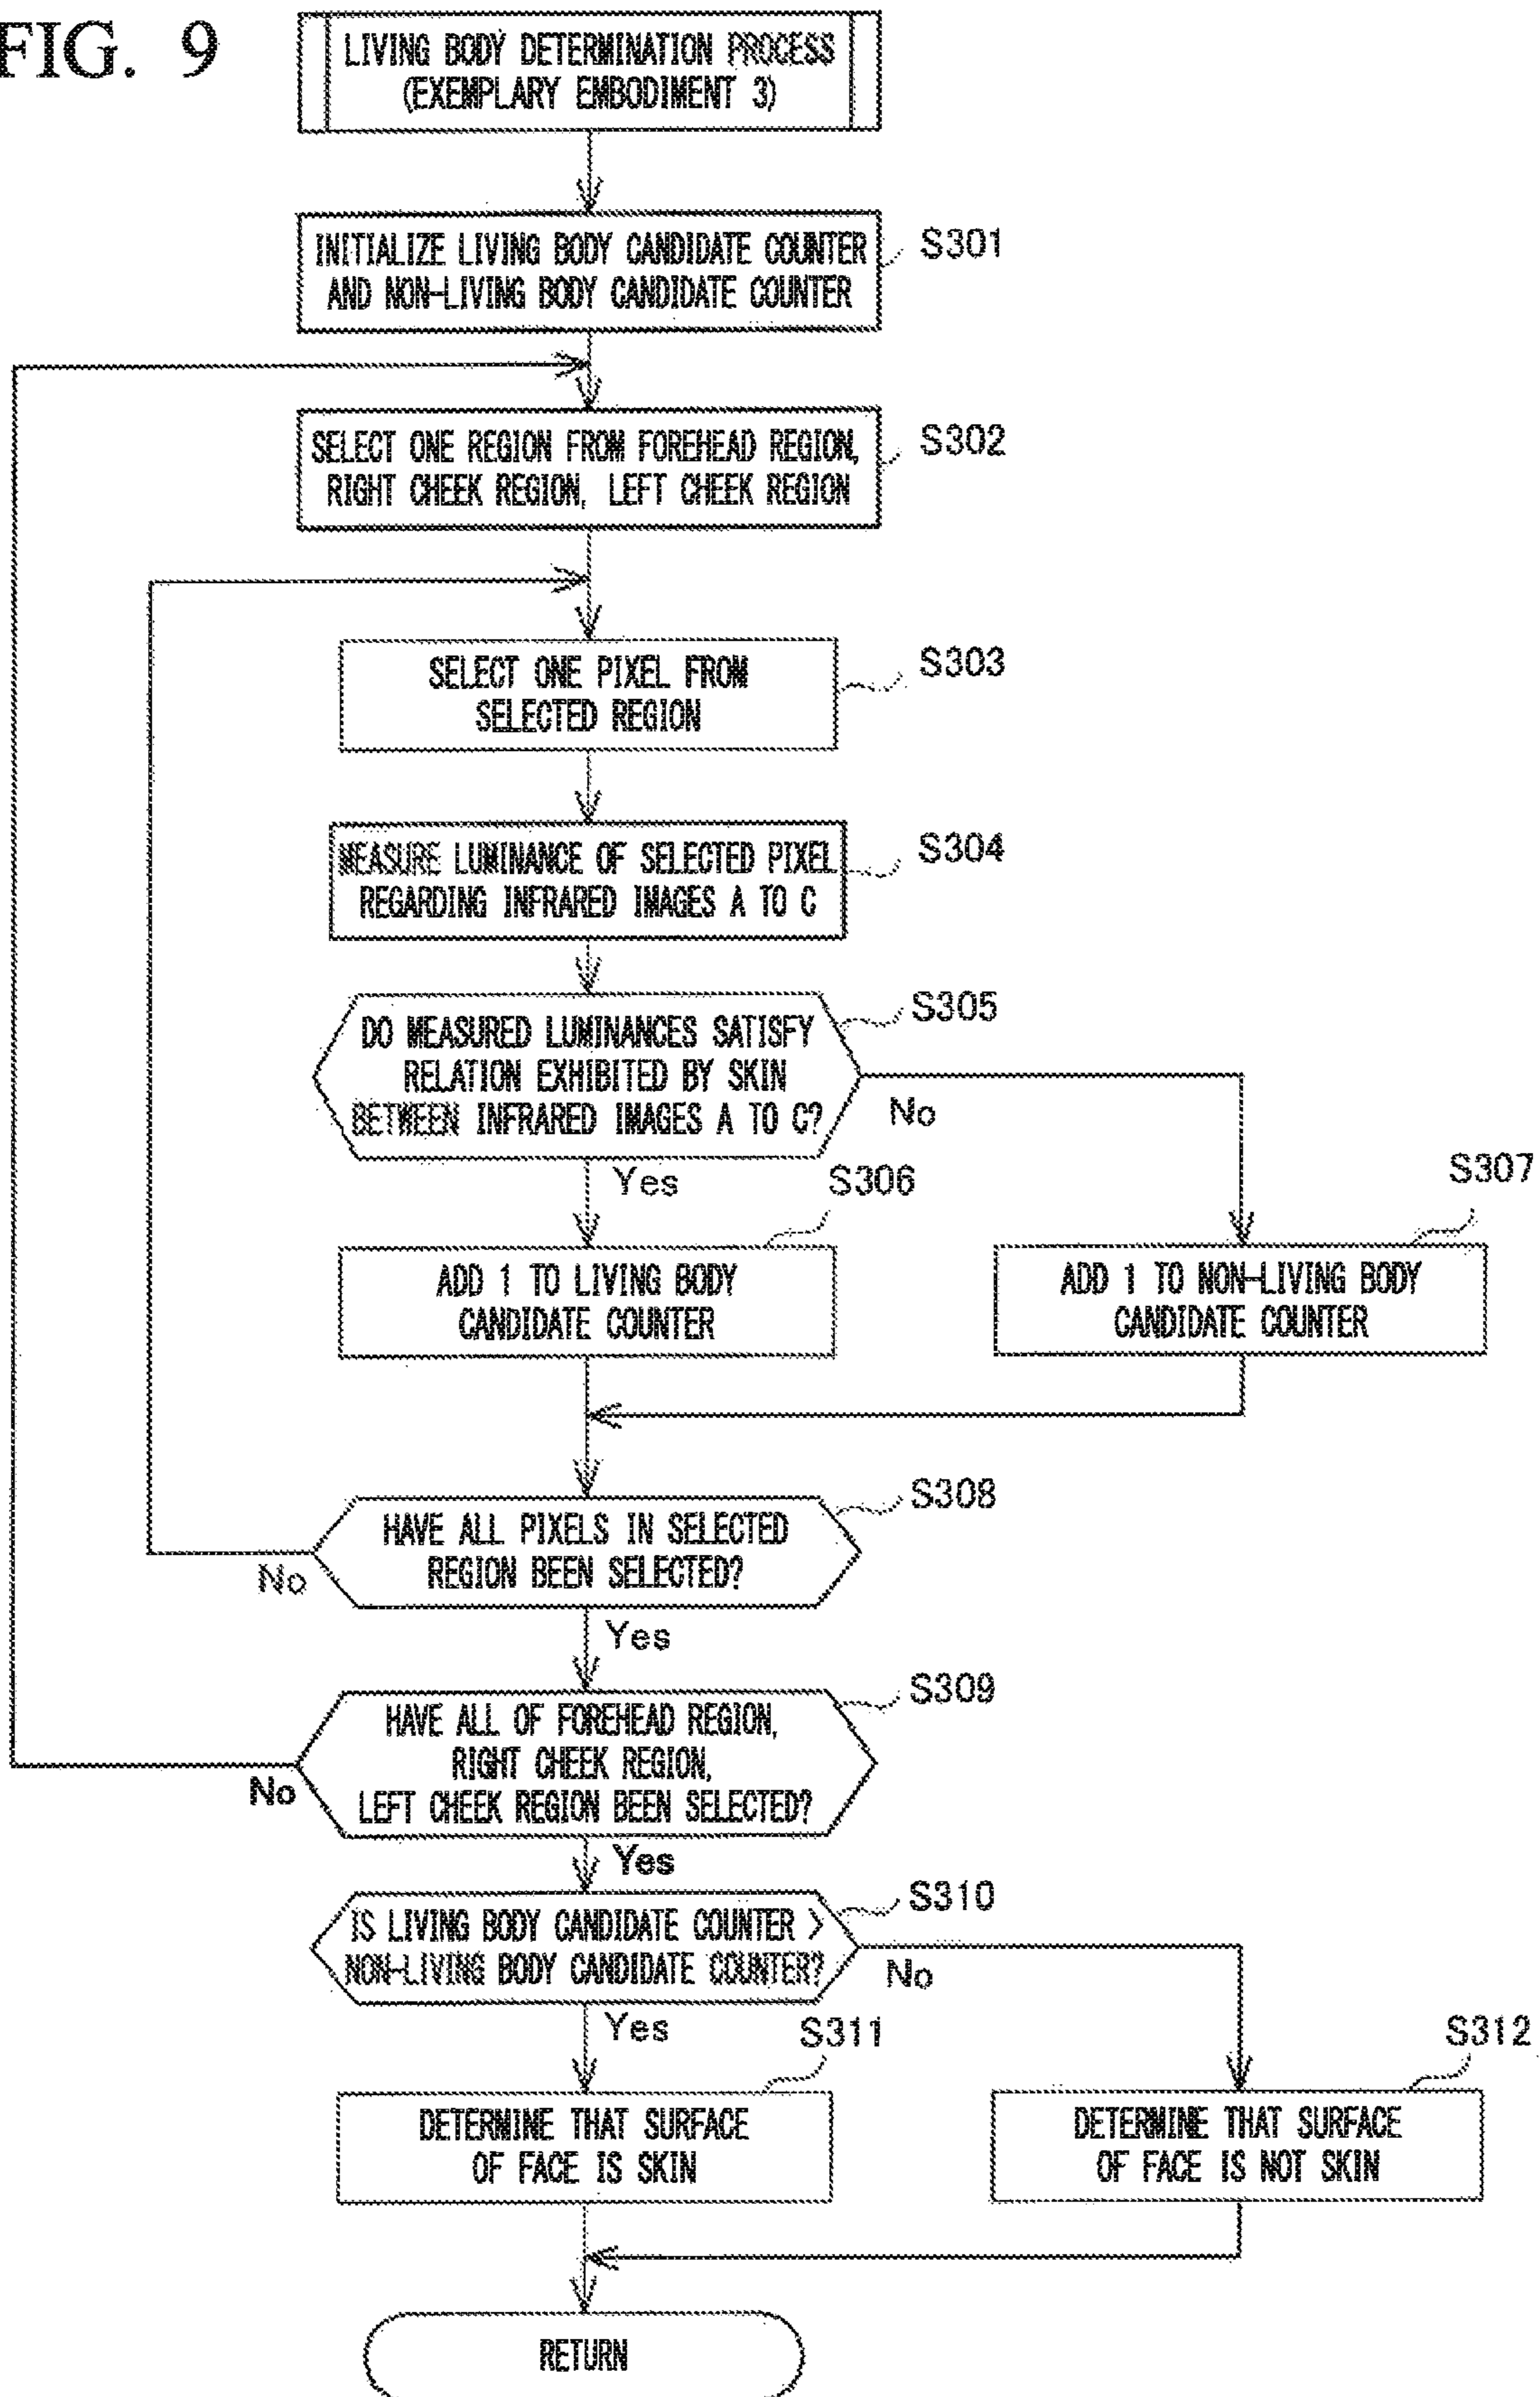 FIG. 9
LIVING BODY DETERMINATION PROCESS
(EXEMPLARY EMBODIMENT 3)
INITIALIZE LIVING BODY CANDIDATE COUNTER
AND NON-LIVING BODY CANDIDATE COUNTER
S301
SELECT ONE REGION FROM FOREHEAD REGION,
RIGHT CHEEK REGION, LEFT CHEEK REGION
S302
SELECT ONE PIXEL FROM
SELECTED REGION
S303
MEASURE LUMINANCE OF SELECTED PIXEL
REGARDING INFRARED IMAGES A TO C
S304
DO MEASURED LUMINANCES SATISFY
RELATION EXHIBITED BY SKIN
BETWEEN INFRARED IMAGES A TO C?
S305
No
Yes
S306
S307
ADD 1 TO LIVING BODY
CANDIDATE COUNTER
ADD 1 TO NON-LIVING BODY
CANDIDATE COUNTER
HAVE ALL PIXELS IN SELECTED
REGION BEEN SELECTED?
S308
No
Yes
HAVE ALL OF FOREHEAD REGION,
RIGHT CHEEK REGION,
LEFT CHEEK REGION BEEN SELECTED?
S309
No
Yes
IS LIVING BODY CANDIDATE COUNTER >
NON-LIVING BODY CANDIDATE COUNTER?
S310
No
Yes
S311
S312
DETERMINE THAT SURFACE
OF FACE IS SKIN
DETERMINE THAT SURFACE
OF FACE IS NOT SKIN
RETURN